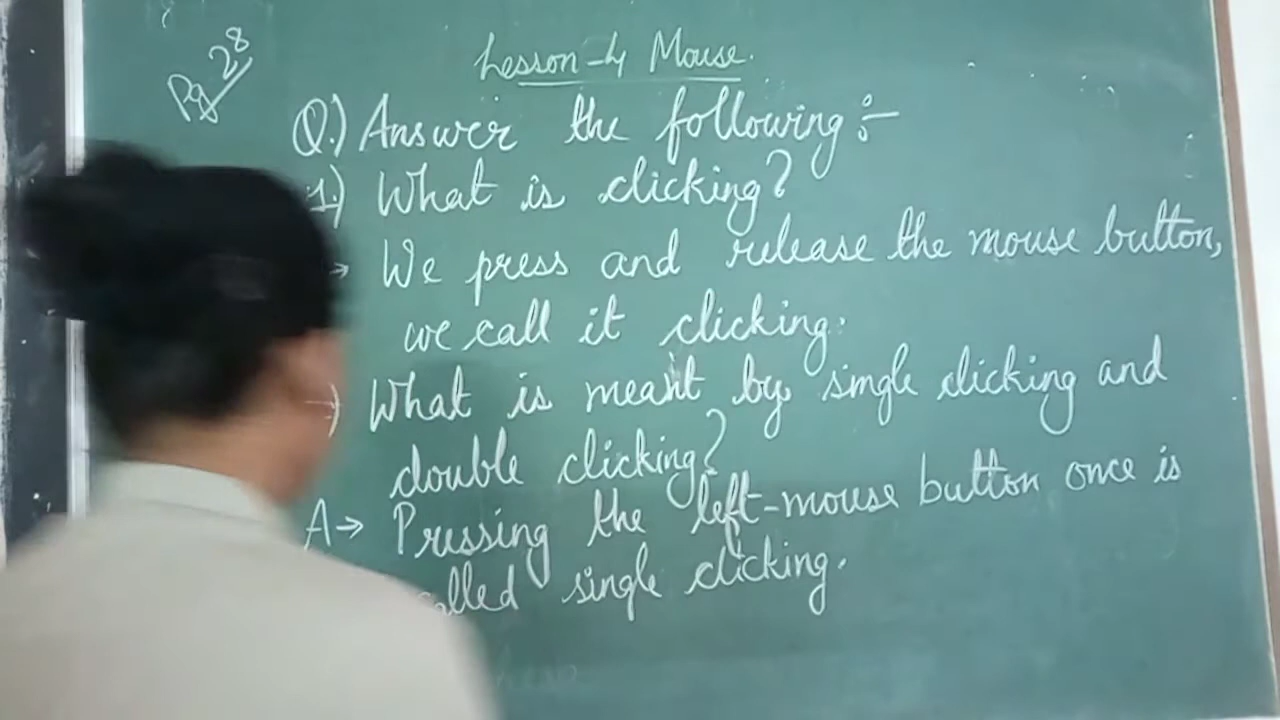 Pg 28
Lesson-4 Mouse.
Q.) Answer the following :-
1.) What is clicking?
→ We press and release the mouse button,
we call it clicking.
→) What is meant by single clicking and
double clicking?
A→ Pressing the left-mouse button once is
called single clicking.